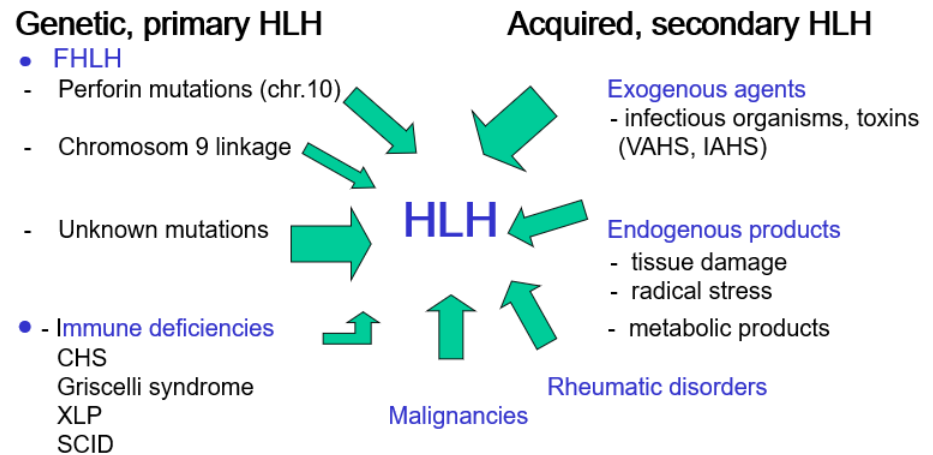 Genetic, primary HLH
• FHLH
- Perforin mutations (chr.10)
- Chromosom 9 linkage
- Unknown mutations
• - Immune deficiencies
CHS
Griscelli syndrome
XLP
SCID
HLH
Malignancies
Acquired, secondary HLH
Exogenous agents
- infectious organisms, toxins
(VAHS, IAHS)
Endogenous products
- tissue damage
- radical stress
- metabolic products
Rheumatic disorders